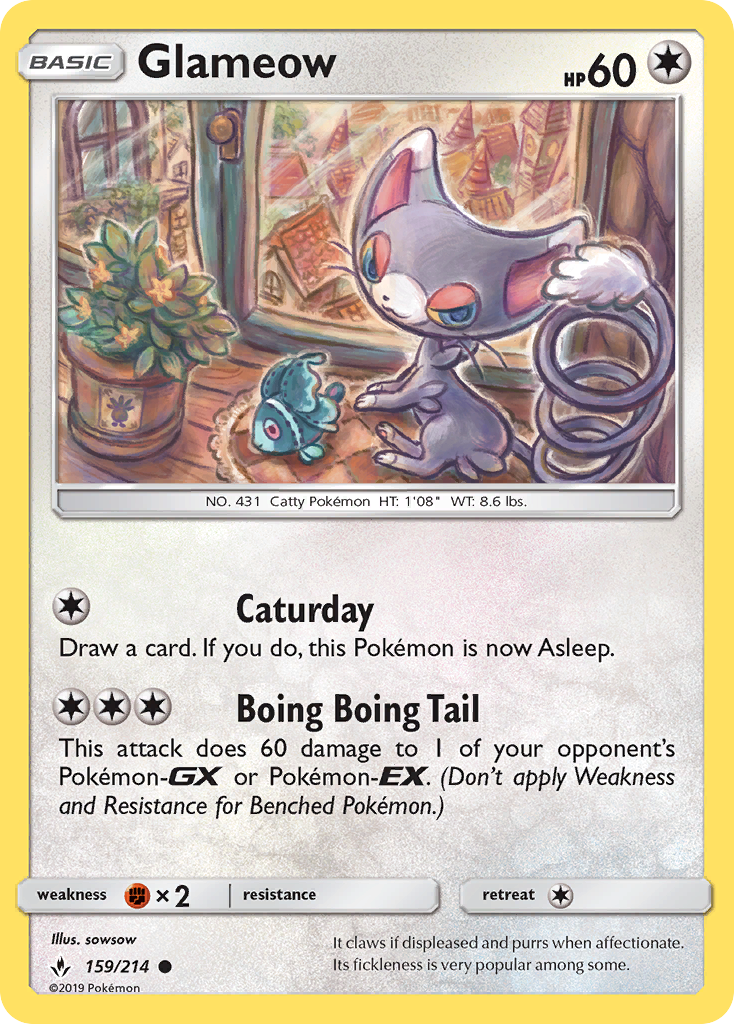 BASIC Glameow HP60
NO. 431 Catty Pokémon HT: 1'08" WT: 8.6 lbs.
Caturday
Draw a card. If you do, this Pokémon is now Asleep.
Boing Boing Tail
This attack does 60 damage to 1 of your opponent's
Pokémon-GX or Pokémon-EX. (Don't apply Weakness
and Resistance for Benched Pokémon.)
weakness ×2 resistance retreat
Illus. sowsow
159/214
©2019 Pokémon
It claws if displeased and purrs when affectionate.
Its fickleness is very popular among some.